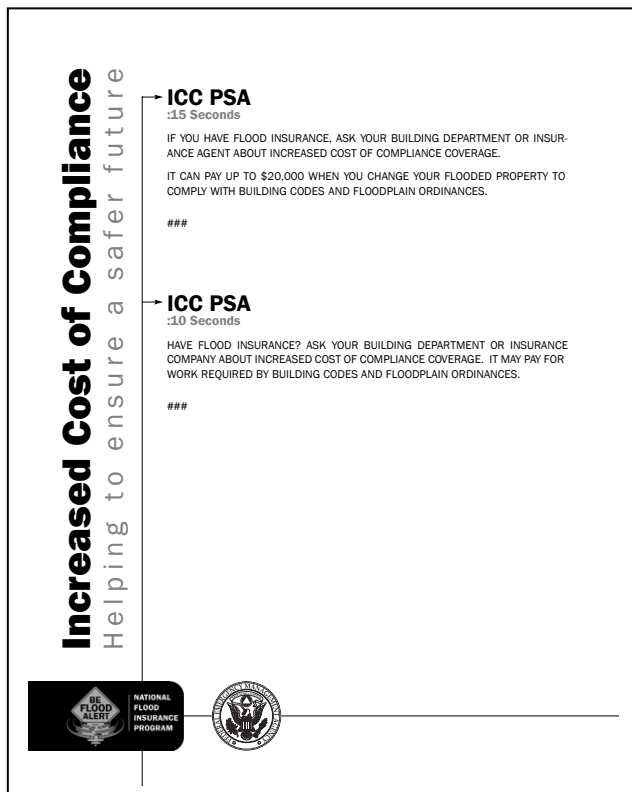 Increased Cost of Compliance
Helping to ensure a safer future
ICC PSA
:15 Seconds
IF YOU HAVE FLOOD INSURANCE, ASK YOUR BUILDING DEPARTMENT OR INSUR-
ANCE AGENT ABOUT INCREASED COST OF COMPLIANCE COVERAGE.
IT CAN PAY UP TO $20,000 WHEN YOU CHANGE YOUR FLOODED PROPERTY TO
COMPLY WITH BUILDING CODES AND FLOODPLAIN ORDINANCES.
###
ICC PSA
:10 Seconds
HAVE FLOOD INSURANCE? ASK YOUR BUILDING DEPARTMENT OR INSURANCE
COMPANY ABOUT INCREASED COST OF COMPLIANCE COVERAGE. IT MAY PAY FOR
WORK REQUIRED BY BUILDING CODES AND FLOODPLAIN ORDINANCES.
###
BE
FLOOD
ALERT
NATIONAL
FLOOD
INSURANCE
PROGRAM
FEDERAL EMERGENCY MANAGEMENT AGENCY